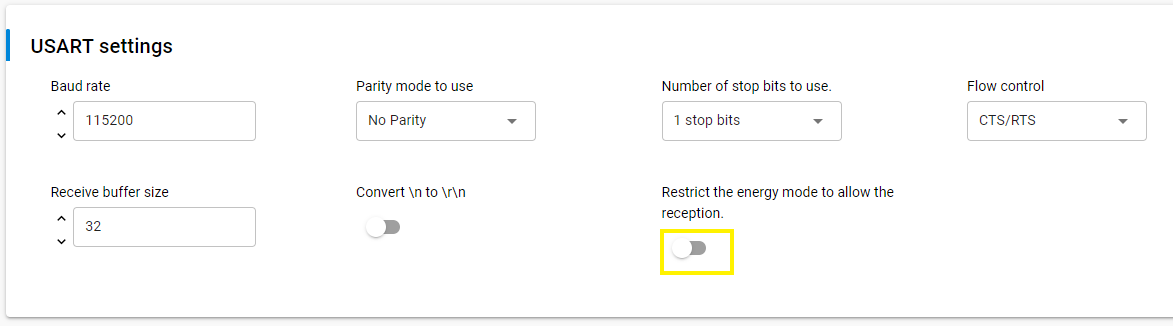 USART settings
Baud rate
Parity mode to use
Number of stop bits to use.
Flow control
115200
No Parity
1 stop bits
CTS/RTS
Receive buffer size
Convert \n to \r\n
Restrict the energy mode to allow the
reception.
32